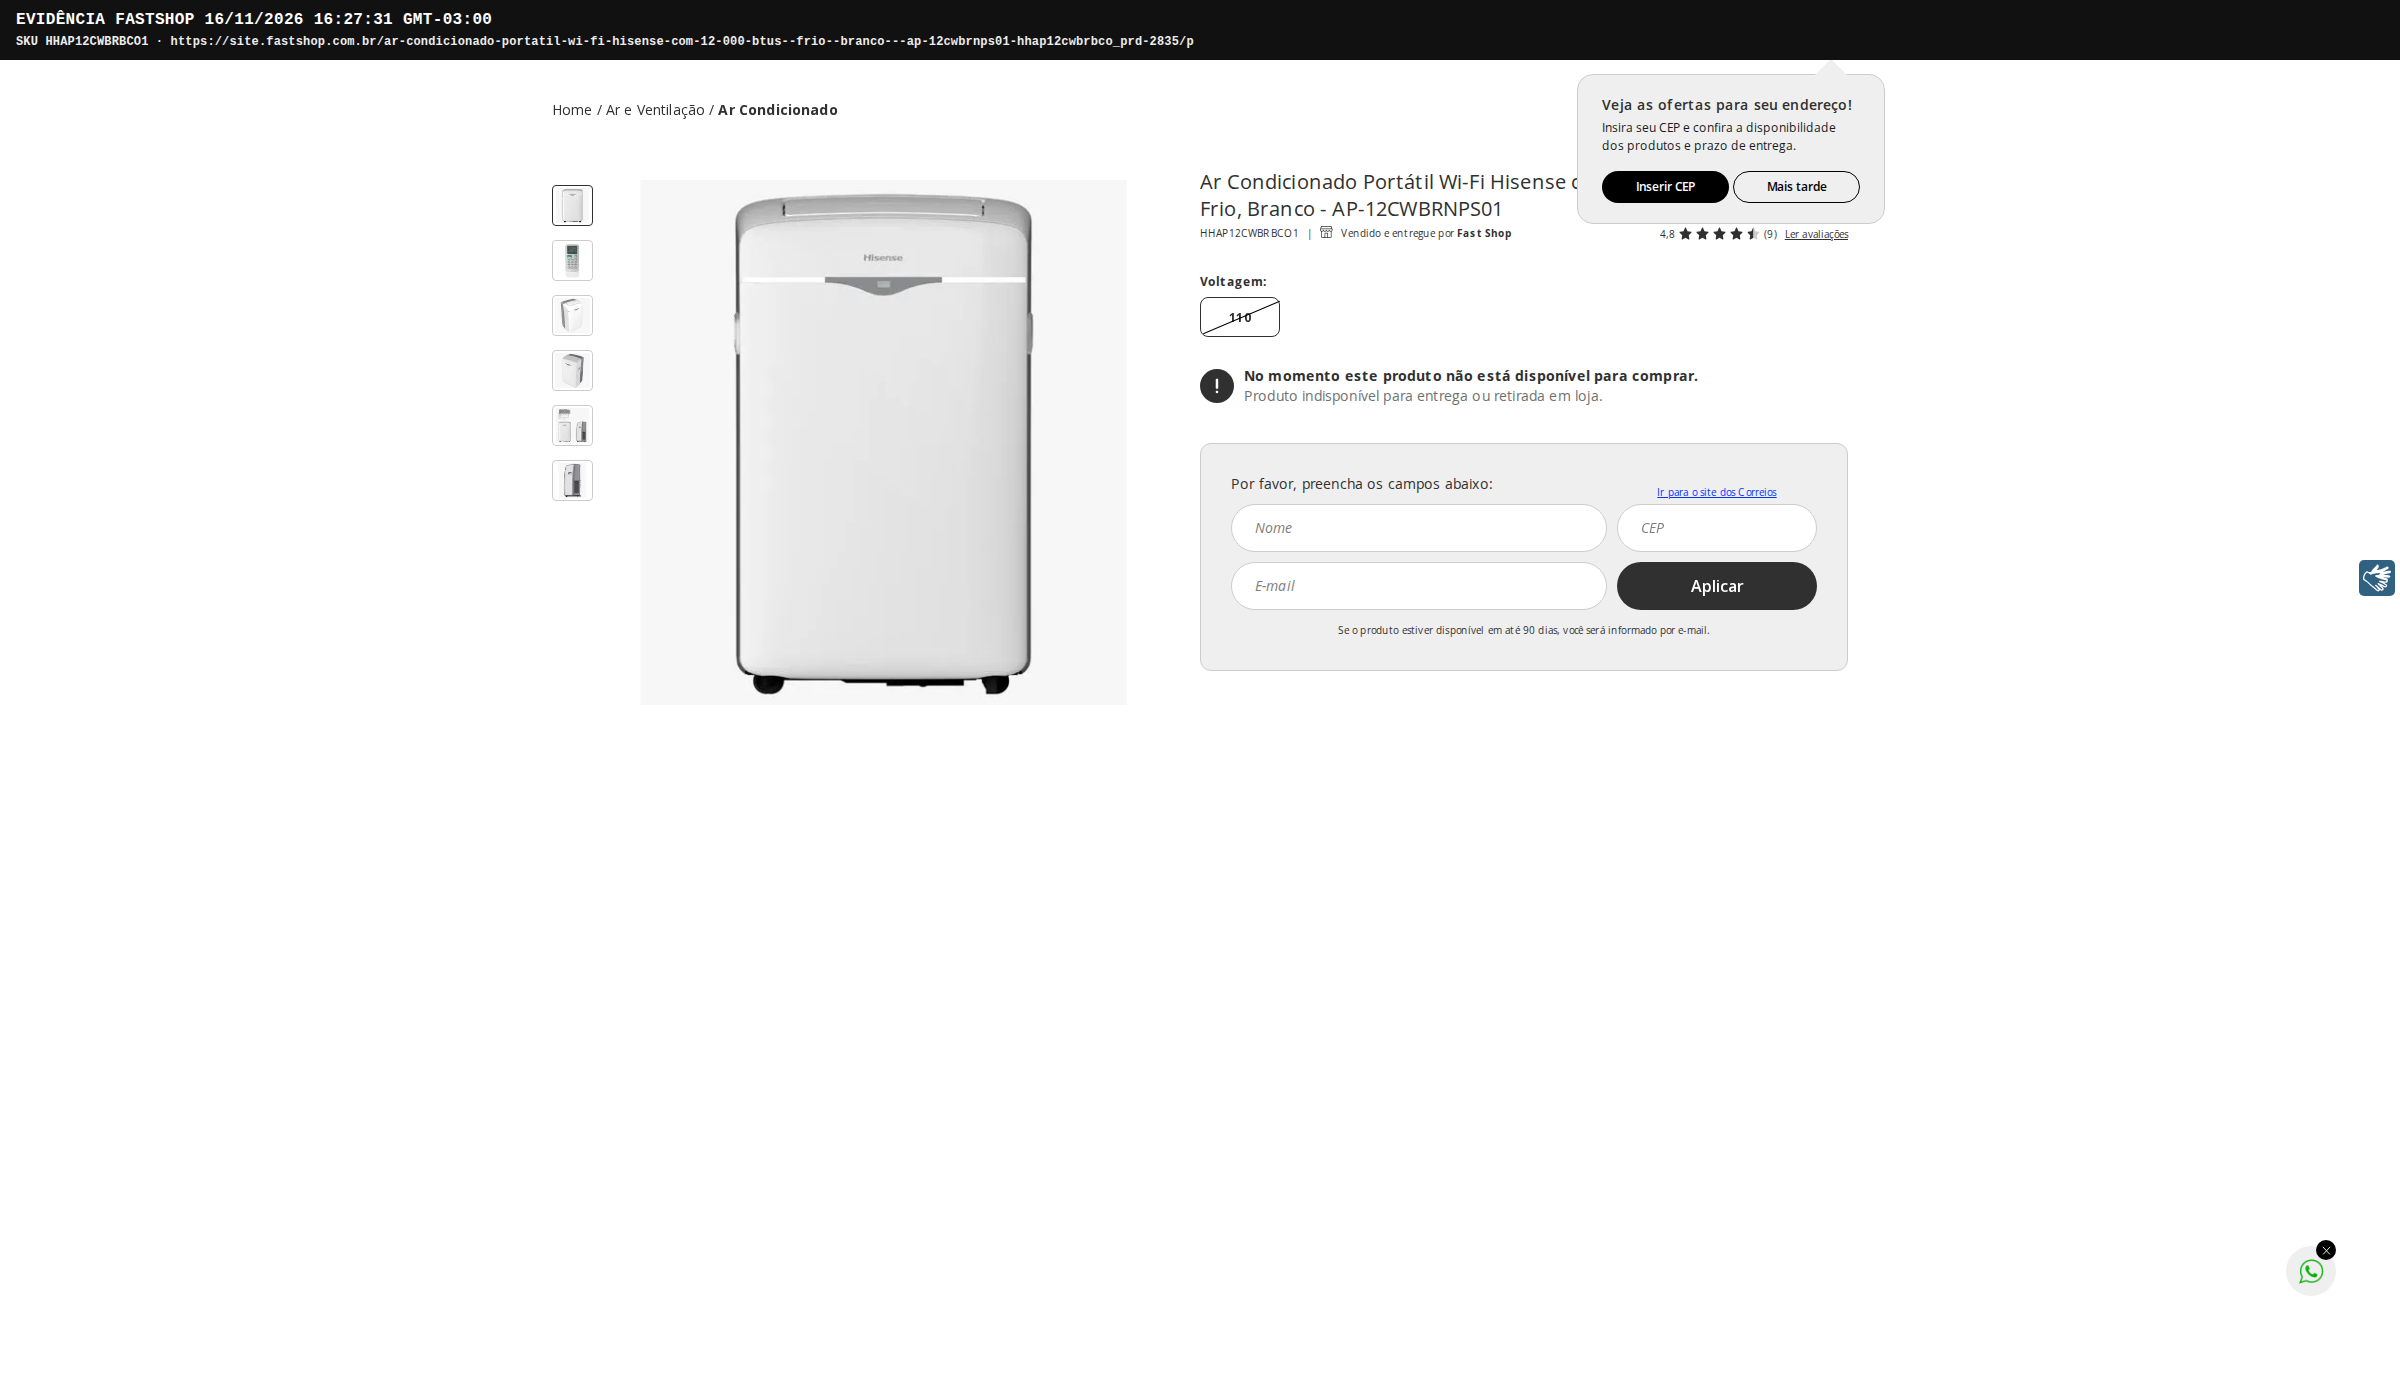 EVIDÊNCIA FASTSHOP 16/11/2026 16:27:31 GMT-03:00
SKU HHAP12CWBRBCO1 · https://site.fastshop.com.br/ar-condicionado-portatil-wi-fi-hisense-com-12-000-btus--frio--branco---ap-12cwbrnps01-hhap12cwbrbco_prd-2835/p
Veja as ofertas para seu endereço!
Insira seu CEP e confira a disponibilidade
dos produtos e prazo de entrega.
Inserir CEP
Mais tarde
Home / Ar e Ventilação / Ar Condicionado
Hisense
Ar Condicionado Portátil Wi-Fi Hisense
Frio, Branco - AP-12CWBRNPS01
HHAP12CWBRBCO1 | Vendido e entregue por Fast Shop
4,8 (9) Ler avaliações
Voltagem:
110
No momento este produto não está disponível para comprar.
Produto indisponível para entrega ou retirada em loja.
Por favor, preencha os campos abaixo:
Ir para o site dos Correios
Nome
CEP
E-mail
Aplicar
Se o produto estiver disponível em até 90 dias, você será informado por e-mail.